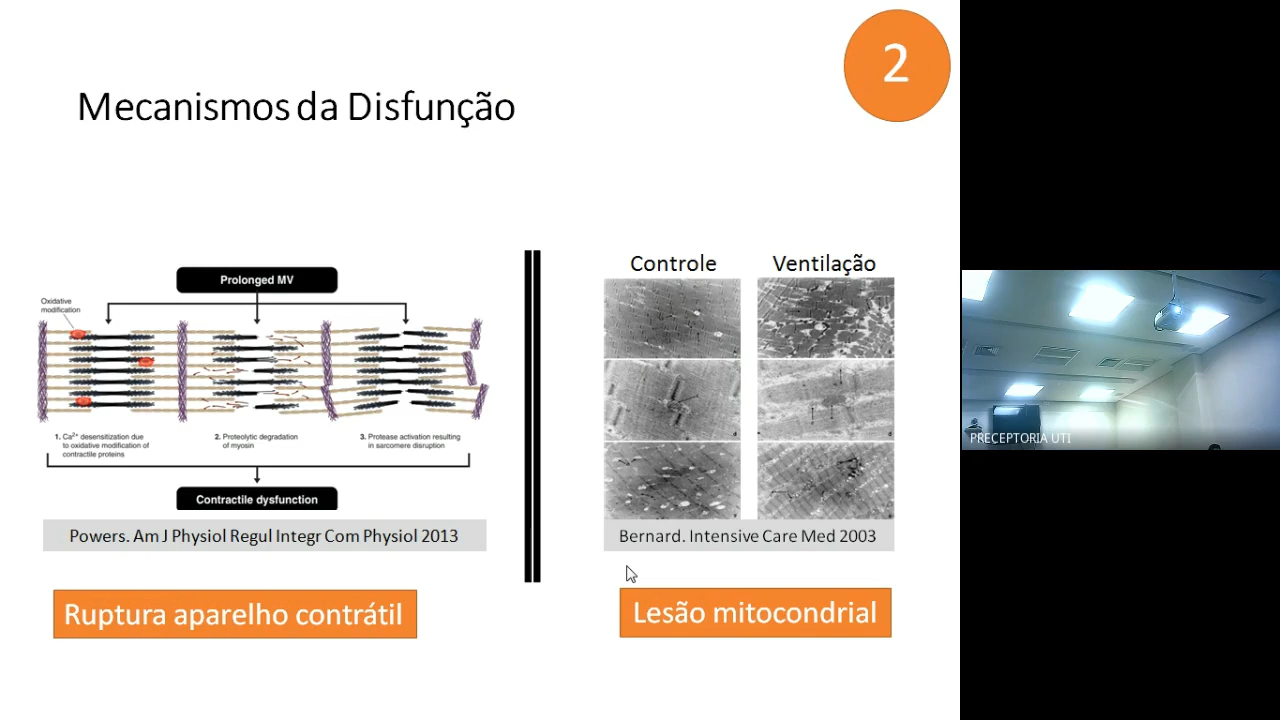 2
Mecanismos da Disfunção
Prolonged MV
Oxidative
modification
1. Ca2+ desensitization due
to oxidative modification of
contractile proteins
2. Proteolytic degradation
of myosin
3. Protease activation resulting
in sarcomere disruption
Contractile dysfunction
Powers. Am J Physiol Regul Integr Com Physiol 2013
Ruptura aparelho contrátil
Controle
Ventilação
Bernard. Intensive Care Med 2003
Lesão mitocondrial
PRECEPTORIA UTI